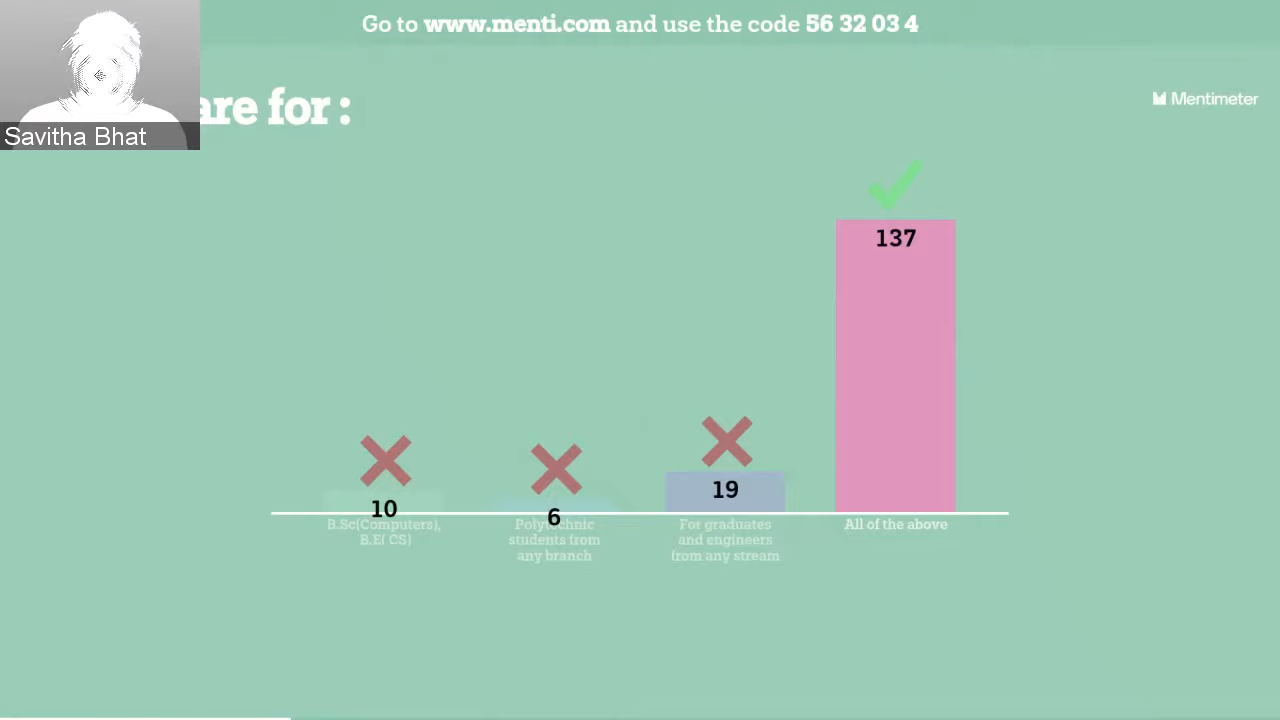 Go to www.menti.com and use the code 56 32 03 4
are for :
Mentimeter
Savitha Bhat
137
10
6
19
B.Sc(Computers),
B.E( CS)
Polytechnic
students from
any branch
For graduates
and engineers
from any stream
All of the above